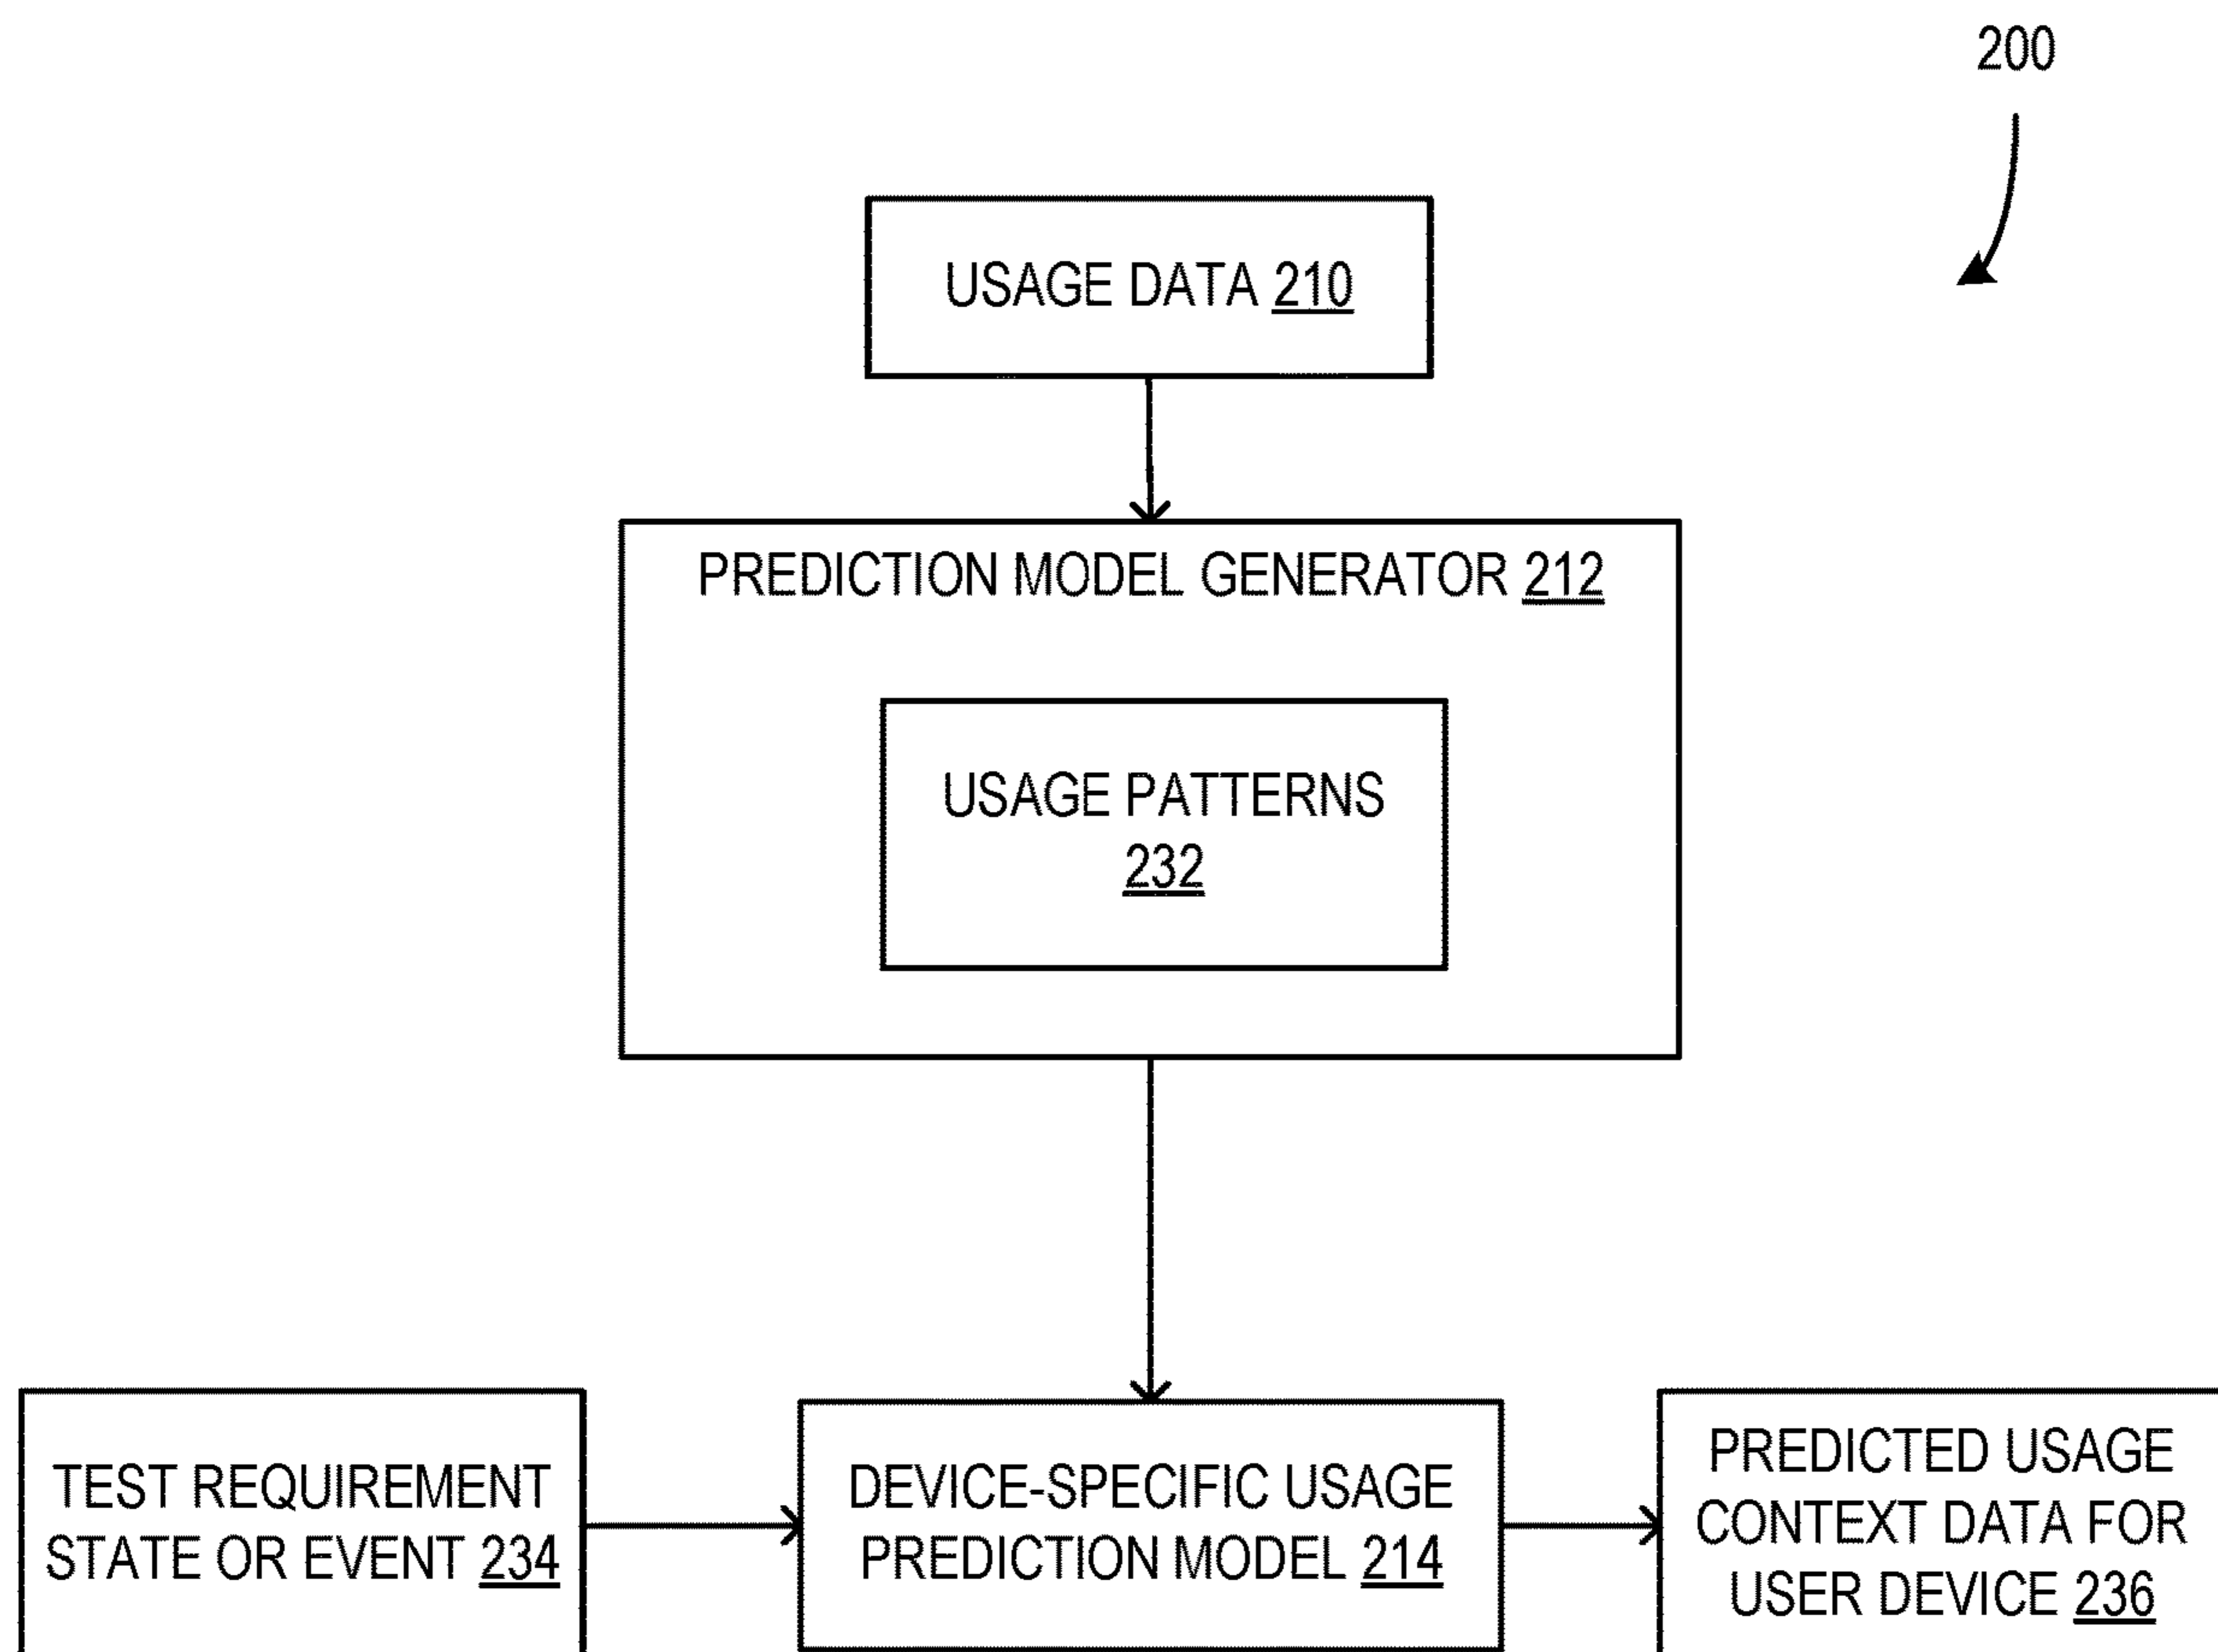 200
USAGE DATA 210
PREDICTION MODEL GENERATOR 212
USAGE PATTERNS
232
TEST REQUIREMENT
STATE OR EVENT 234
DEVICE-SPECIFIC USAGE
PREDICTION MODEL 214
PREDICTED USAGE
CONTEXT DATA FOR
USER DEVICE 236